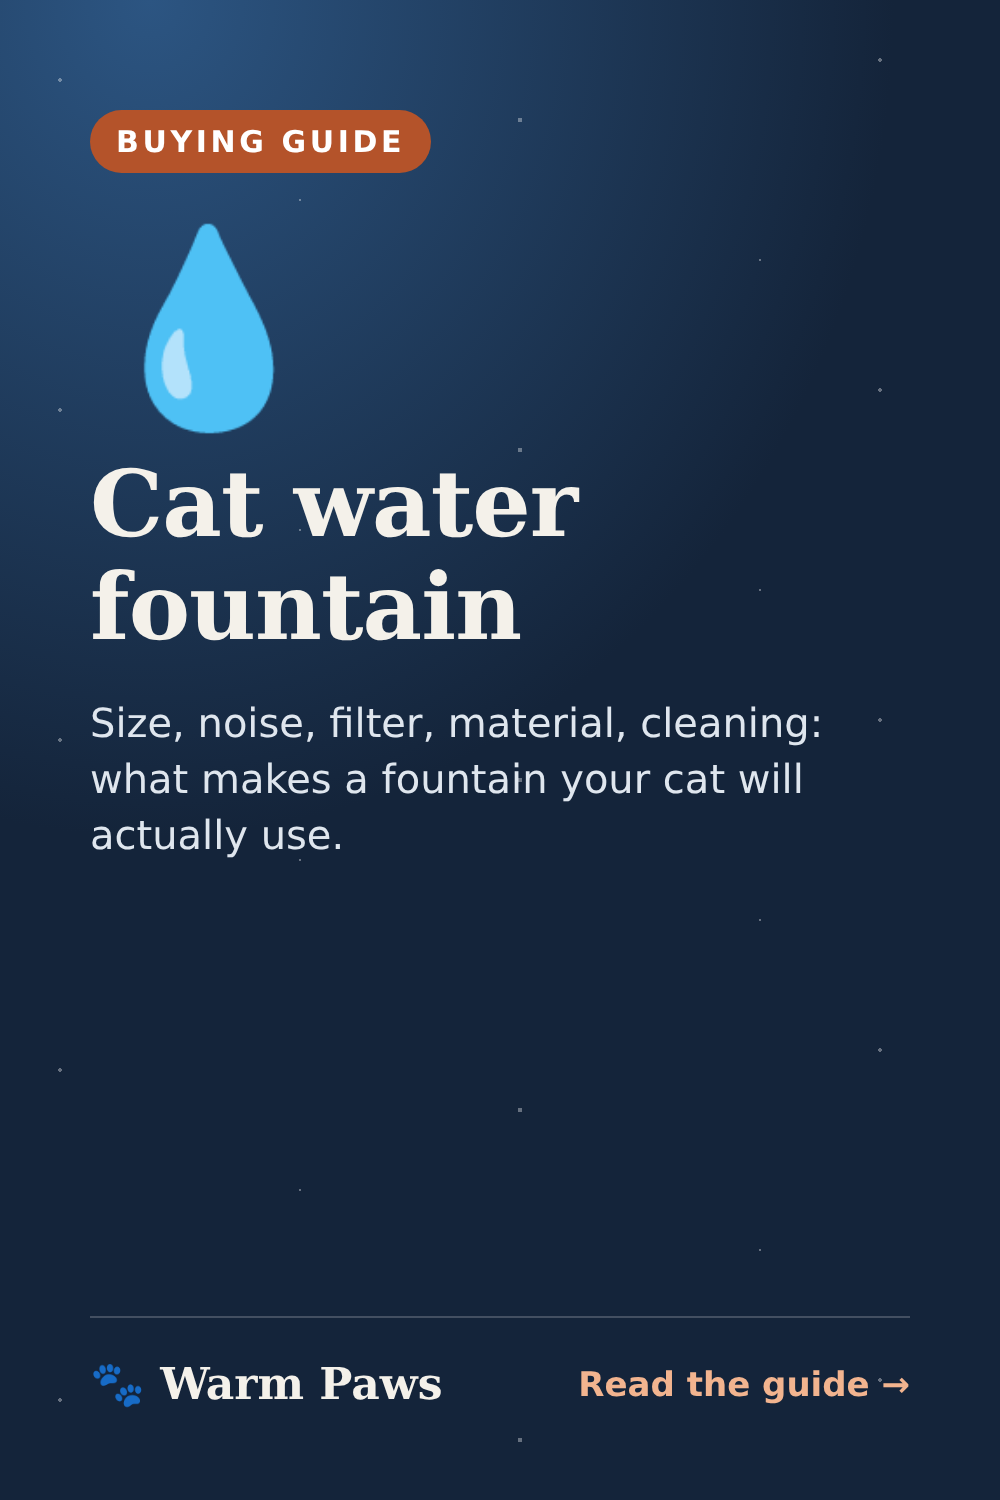 BUYING GUIDE
Cat water
fountain
Size, noise, filter, material, cleaning:
what makes a fountain your cat will
actually use.
Warm Paws
Read the guide →